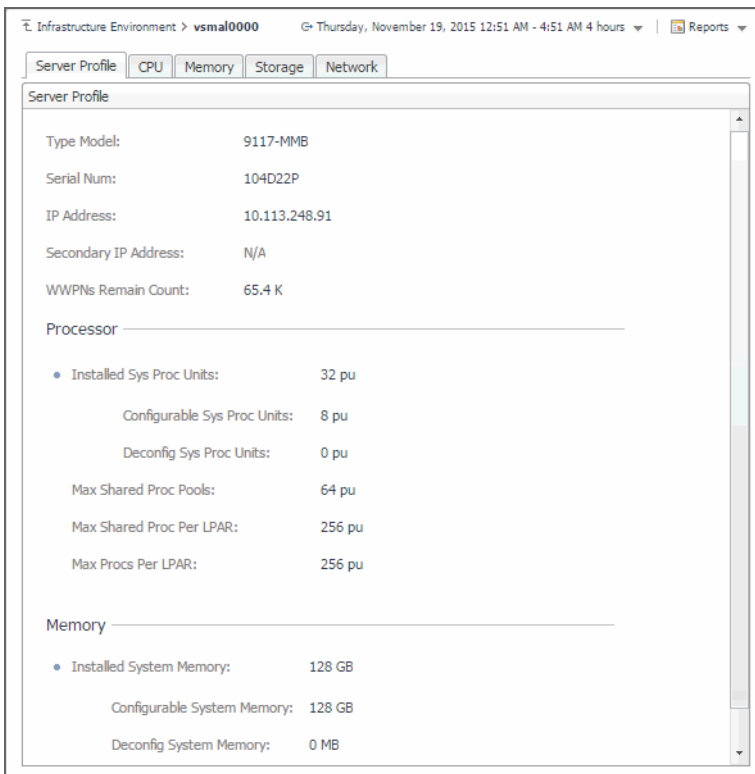 Infrastructure Environment > vsmal0000 Thursday, November 19, 2015 12:51 AM - 4:51 AM 4 hours | Reports
Server Profile CPU Memory Storage Network
Server Profile
Type Model: 9117-MMB
Serial Num: 104D22P
IP Address: 10.113.248.91
Secondary IP Address: N/A
WWPNs Remain Count: 65.4 K
Processor
Installed Sys Proc Units: 32 pu
Configurable Sys Proc Units: 8 pu
Deconfig Sys Proc Units: 0 pu
Max Shared Proc Pools: 64 pu
Max Shared Proc Per LPAR: 256 pu
Max Procs Per LPAR: 256 pu
Memory
Installed System Memory: 128 GB
Configurable System Memory: 128 GB
Deconfig System Memory: 0 MB